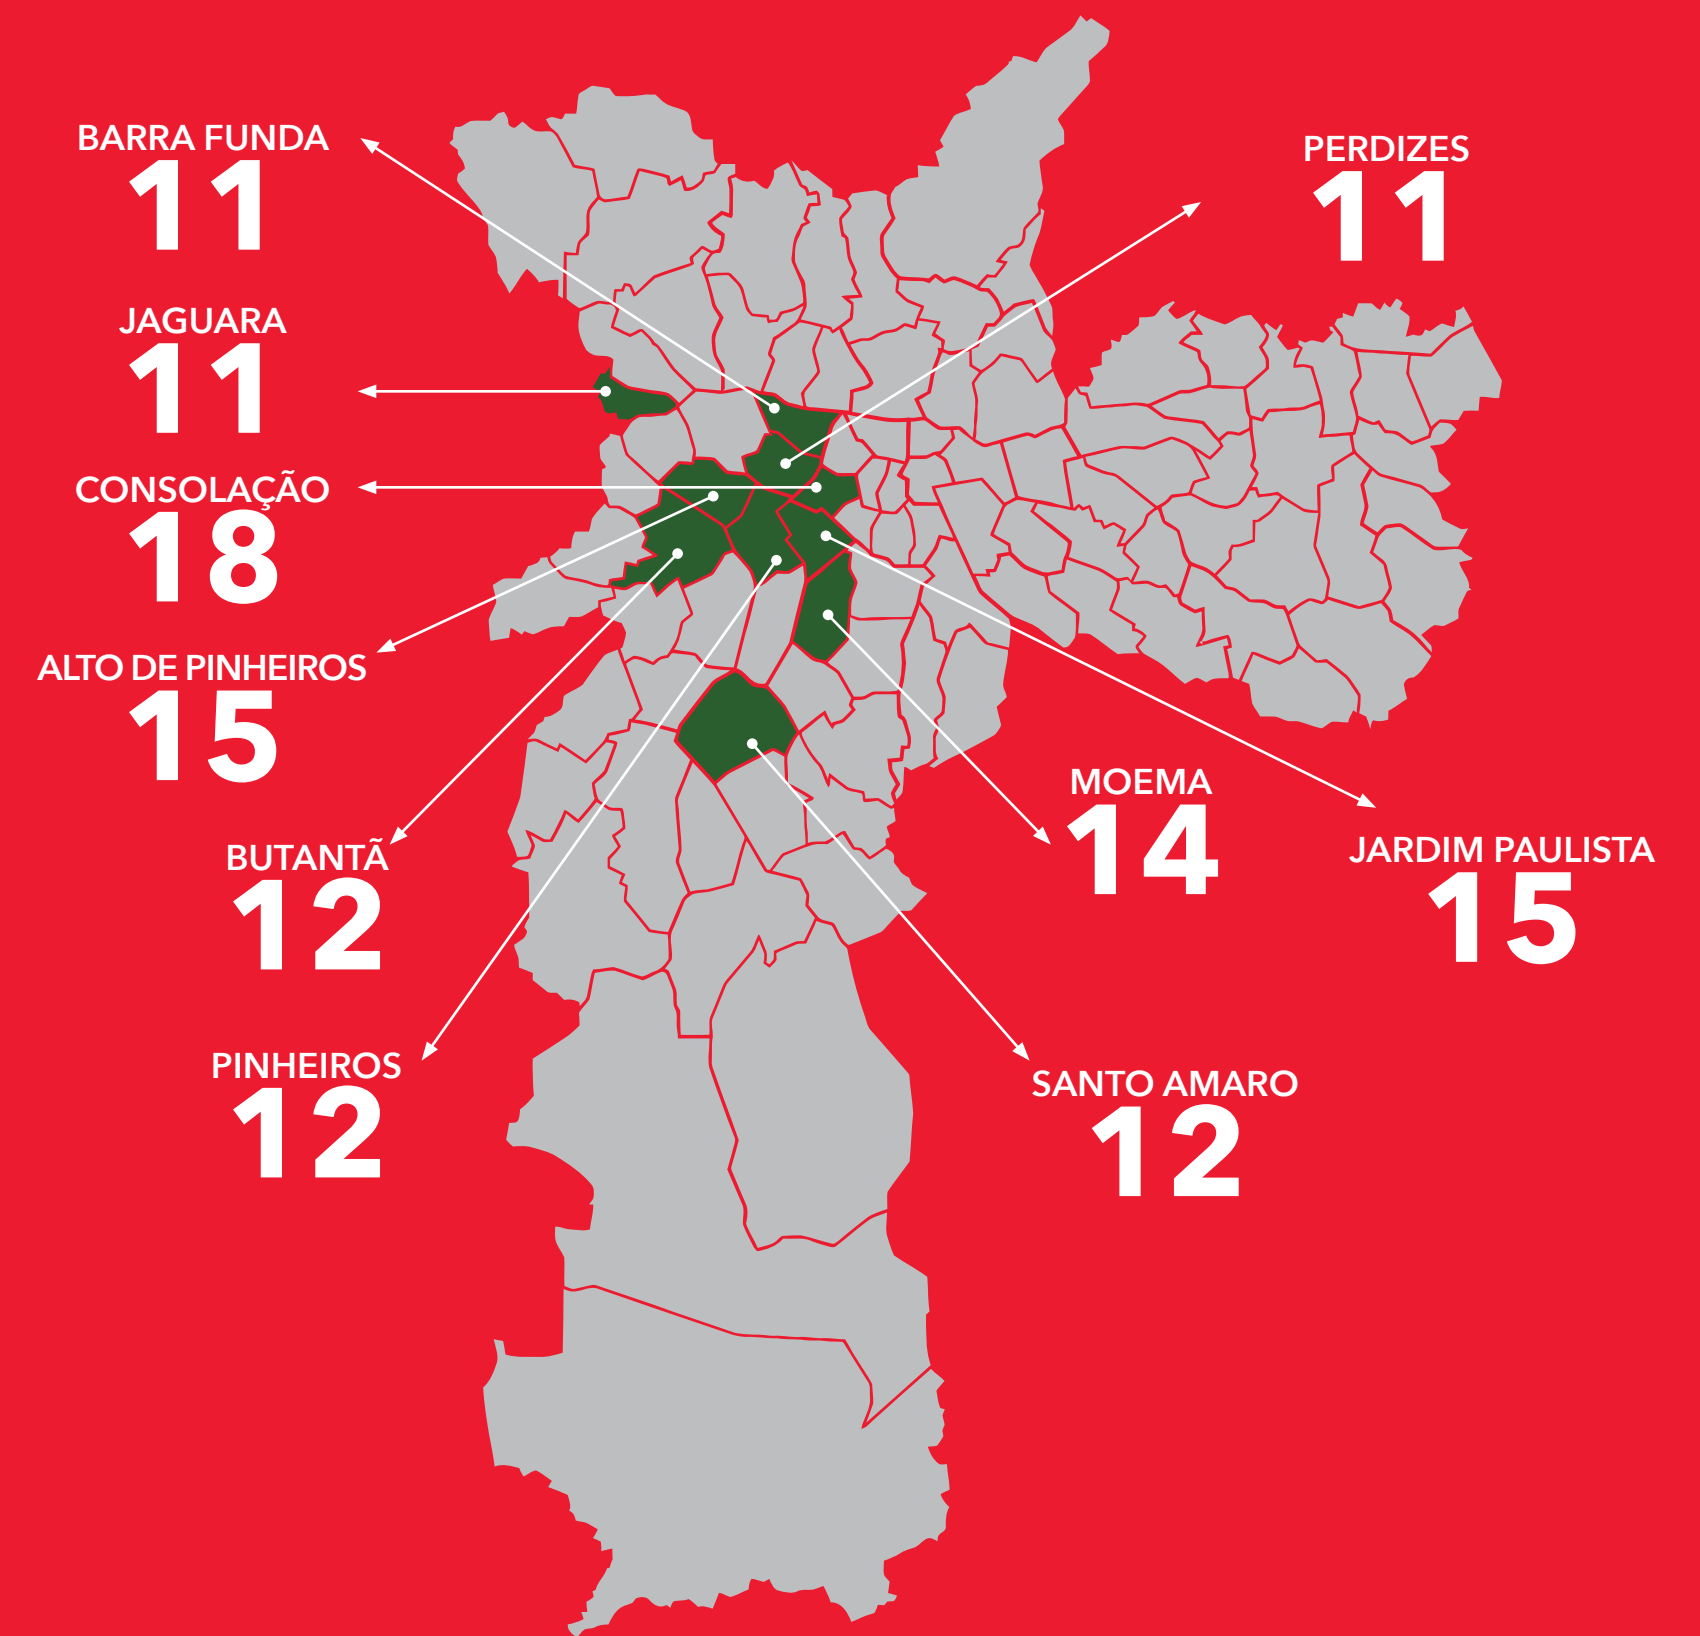 BARRA FUNDA
11
PERDIZES
11
JAGUARA
11
CONSOLAÇÃO
18
ALTO DE PINHEIROS
15
MOEMA
14
JARDIM PAULISTA
15
BUTANTÃ
12
PINHEIROS
12
SANTO AMARO
12